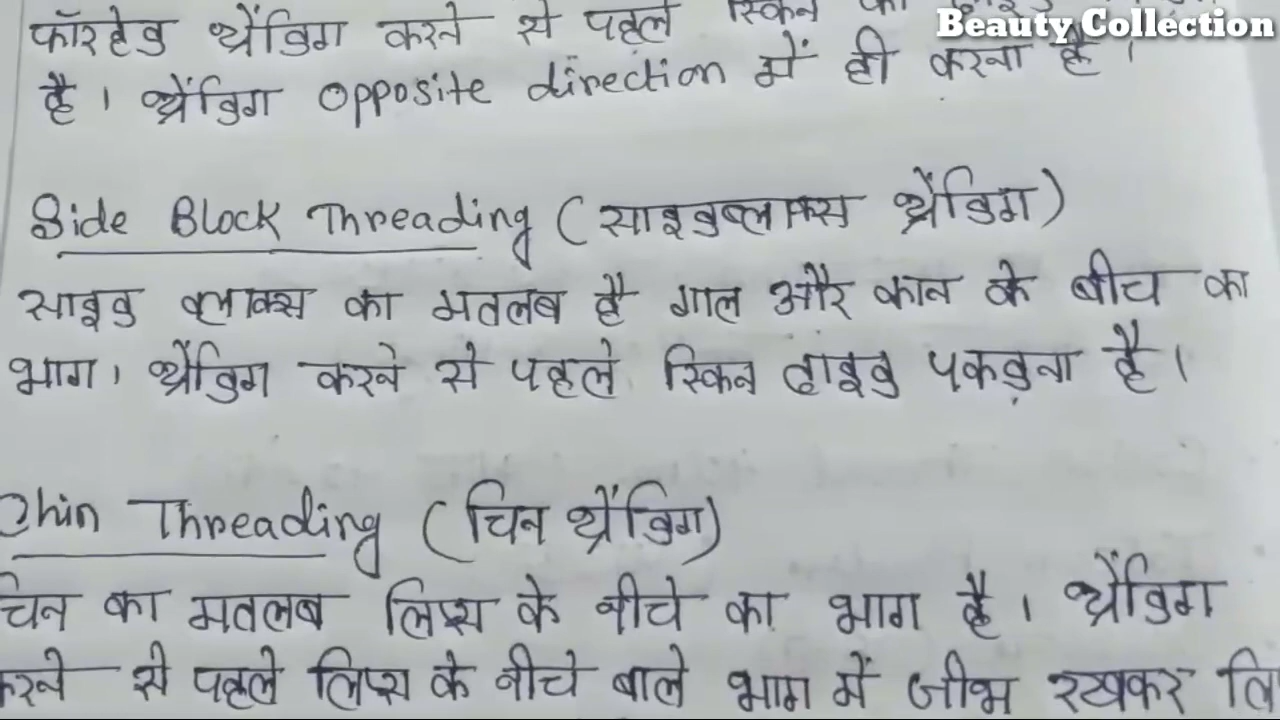 फॉरहेड थ्रेंडिग करने से पहले स्किन को
Beauty Collection
है। थ्रेंडिग opposite direction में ही करना है।
Side Block Threading (साइडब्लाक्स थ्रेंडिग)
साइड ब्लाक्स का मतलब है गाल और कान के बीच का
भाग। थ्रेंडिग करने से पहले स्किन टाइड पकड़ना है।
Chin Threading (चिन थ्रेंडिग)
चिन का मतलब लिप्स के नीचे का भाग है। थ्रेंडिग
करने से पहले लिप्स के नीचे बाले भाग में जीभ रखकर